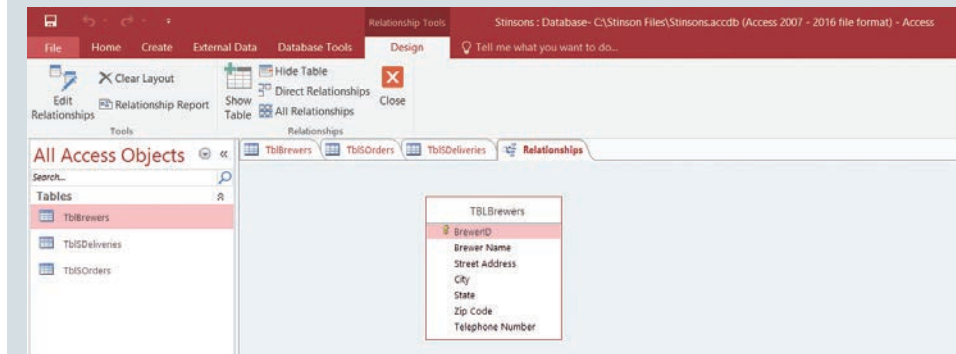 Relationship Tools
Stinsons : Database- C:\Stinson Files\Stinsons.accdb (Access 2007 - 2016 file format) - Access
File Home Create External Data Database Tools Design Tell me what you want to do...
Edit Relationships
Clear Layout
Relationship Report
Tools
Show Table
Hide Table
Direct Relationships
All Relationships
Relationships
Close
All Access Objects
Search...
Tables
TblBrewers
TblSDeliveries
TblSOrders
TblBrewers TblSOrders TblSDeliveries Relationships
TBLBrewers
BrewerID
Brewer Name
Street Address
City
State
Zip Code
Telephone Number